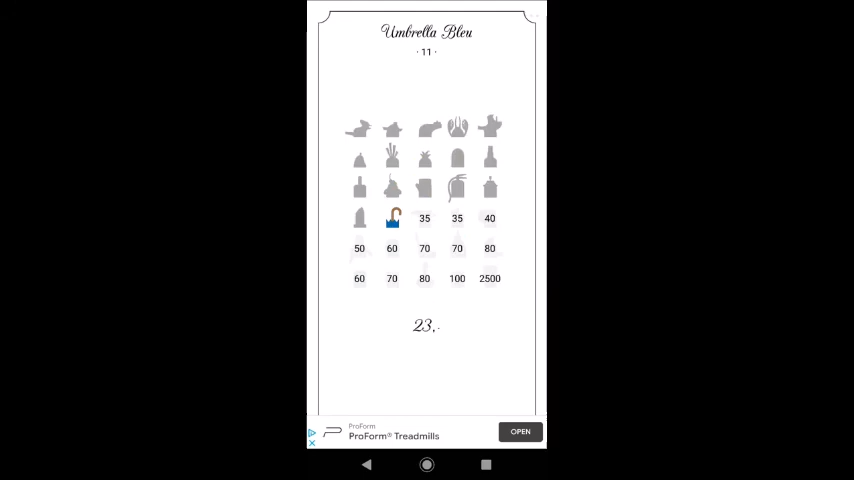 Umbrella Bleu
· 11 ·
35 35 40
50 60 70 70 80
60 70 80 100 2500
23,-
ProForm
ProForm® Treadmills
OPEN